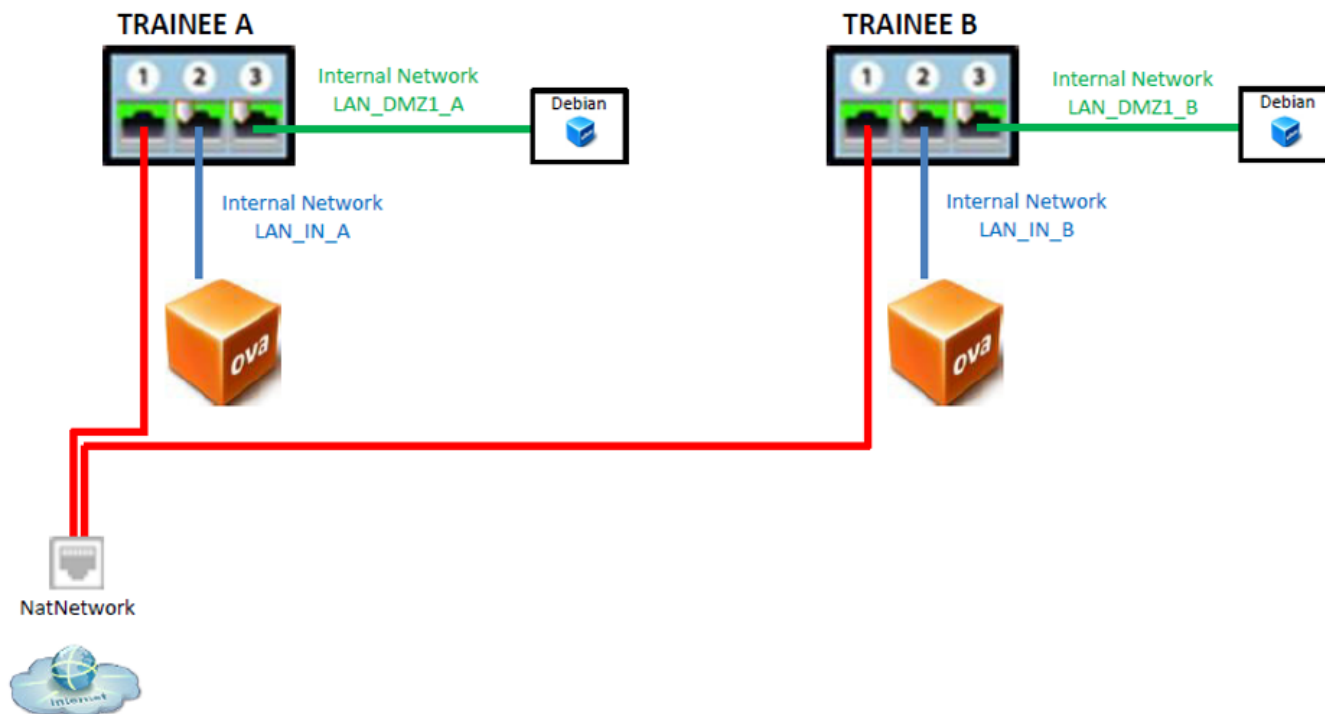 TRAINEE A
1 2 3
Internal Network
LAN_DMZ1_A
Debian
Internal Network
LAN_IN_A
ova
TRAINEE B
1 2 3
Internal Network
LAN_DMZ1_B
Debian
Internal Network
LAN_IN_B
ova
NatNetwork
Internet